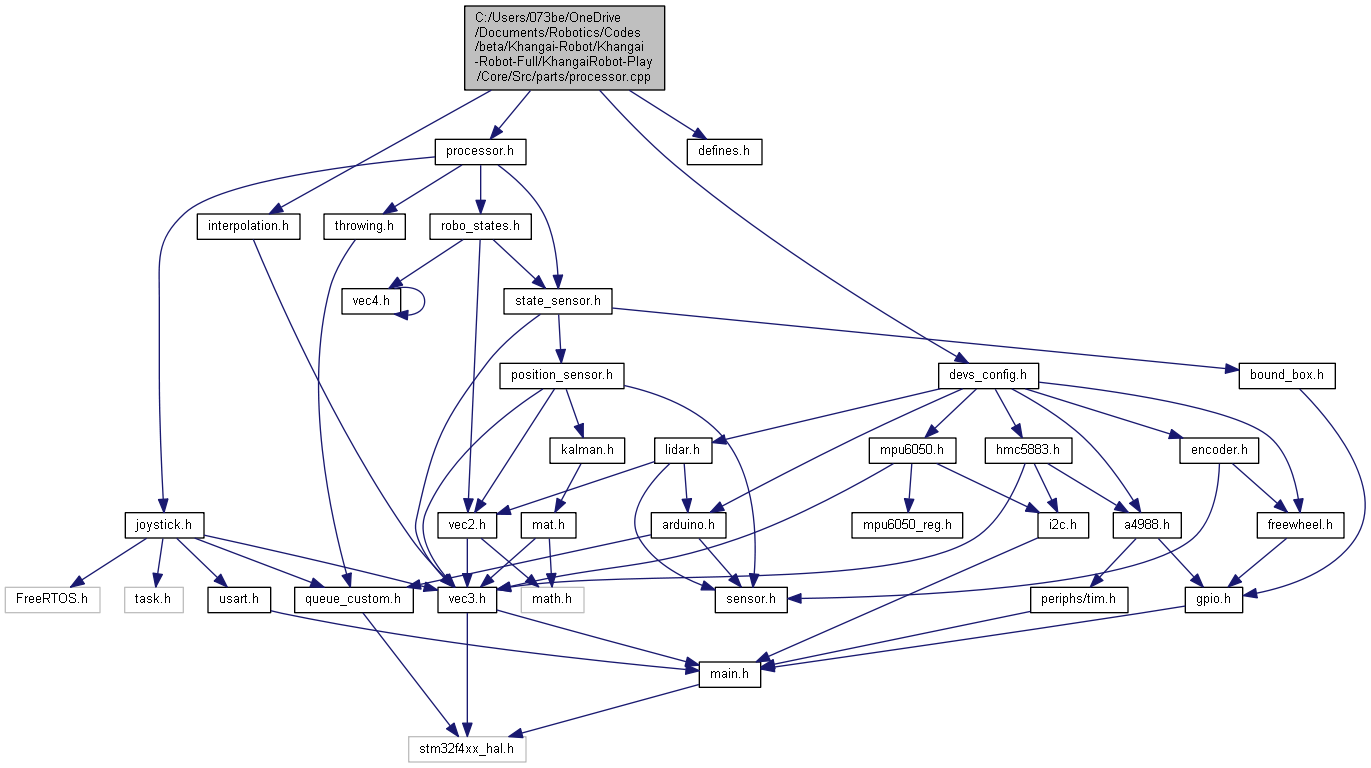 C:/Users/073be/OneDrive
/Documents/Robotics/Codes
/beta/Khangai-Robot/Khangai
-Robot-Full/KhangaiRobot-Play
/Core/Src/parts/processor.cpp
processor.h
defines.h
interpolation.h
throwing.h
robo_states.h
vec4.h
state_sensor.h
position_sensor.h
devs_config.h
bound_box.h
kalman.h
lidar.h
mpu6050.h
hmc5883.h
encoder.h
joystick.h
vec2.h
mat.h
arduino.h
mpu6050_reg.h
i2c.h
a4988.h
freewheel.h
FreeRTOS.h
task.h
usart.h
queue_custom.h
vec3.h
math.h
sensor.h
periphs/tim.h
gpio.h
main.h
stm32f4xx_hal.h